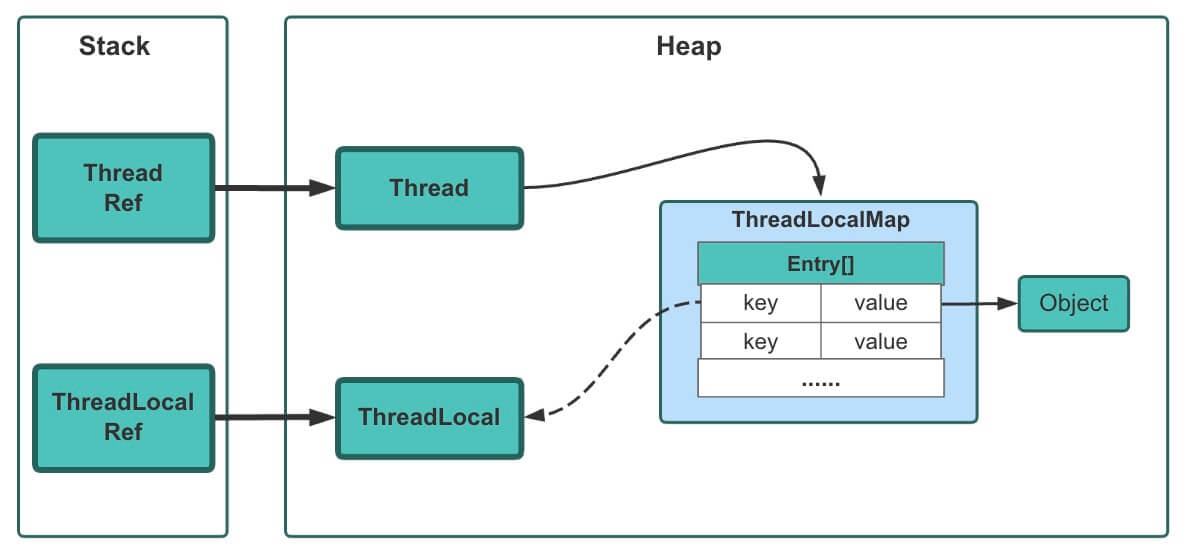 Stack
Heap
Thread
Ref
Thread
ThreadLocalMap
Entry[]
key value
key value
......
Object
ThreadLocal
Ref
ThreadLocal